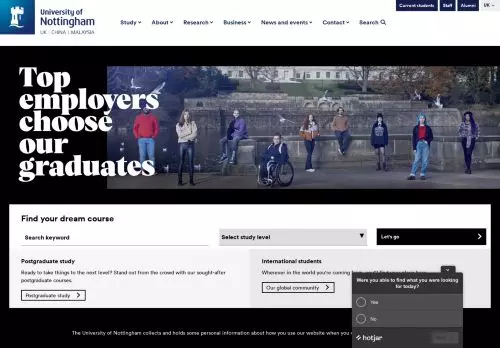 University of
Nottingham
UK | CHINA | MALAYSIA
Current students Staff Alumni UK
Study About Research Business News and events Contact Search
Top
employers
choose
our
graduates
Find your dream course
Search keyword
Select study level
Let's go
Postgraduate study
Ready to take things to the next level? Stand out from the crowd with our sought-after
postgraduate courses.
Postgraduate study
International students
Wherever in the world you're coming
Our global community
Were you able to find what you were looking
for today?
Yes
No
hotjar
The University of Nottingham collects and holds some personal information about how you use our website when you